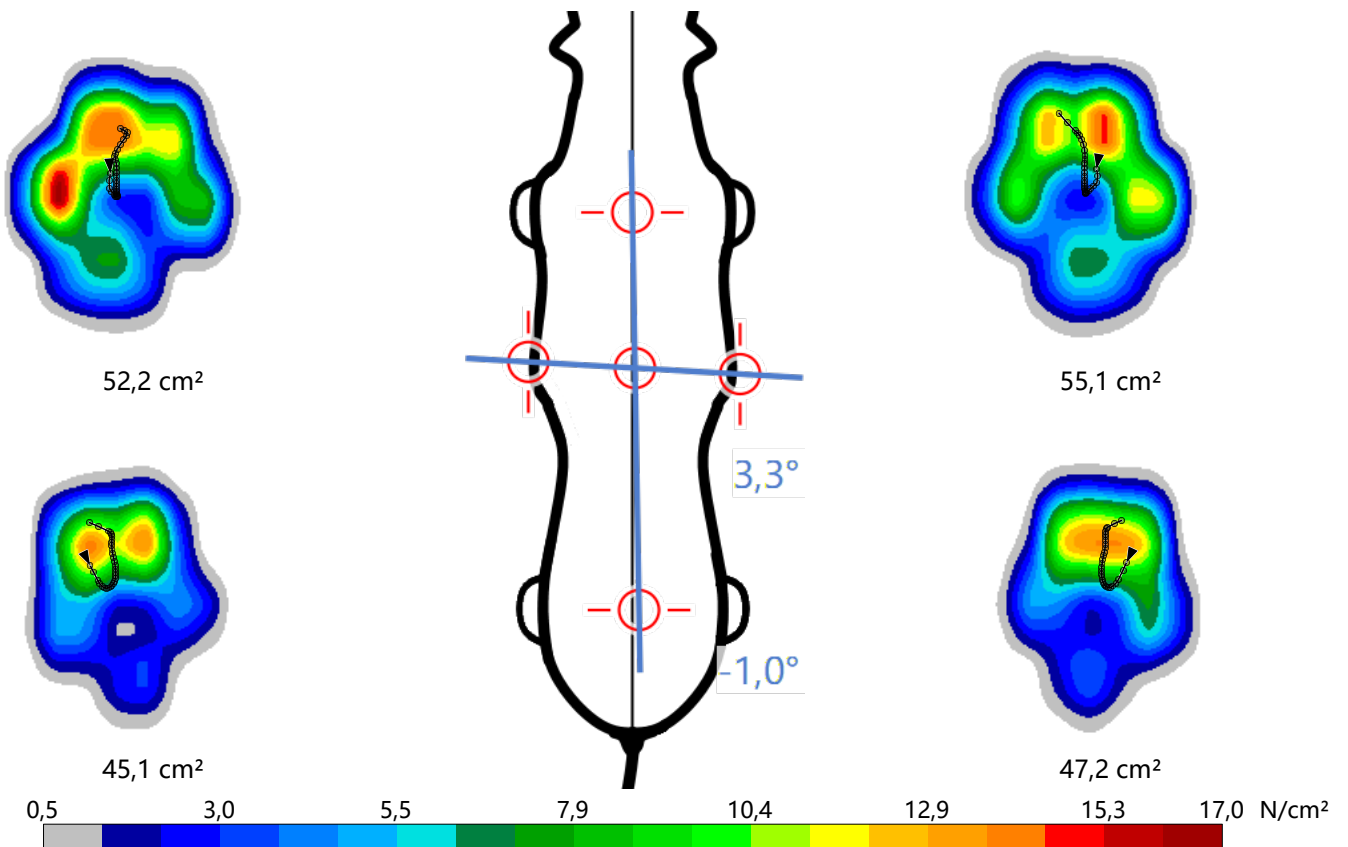 52,2 cm²
55,1 cm²
3,3°
-1,0°
45,1 cm²
47,2 cm²
0,5 3,0 5,5 7,9 10,4 12,9 15,3 17,0 N/cm²